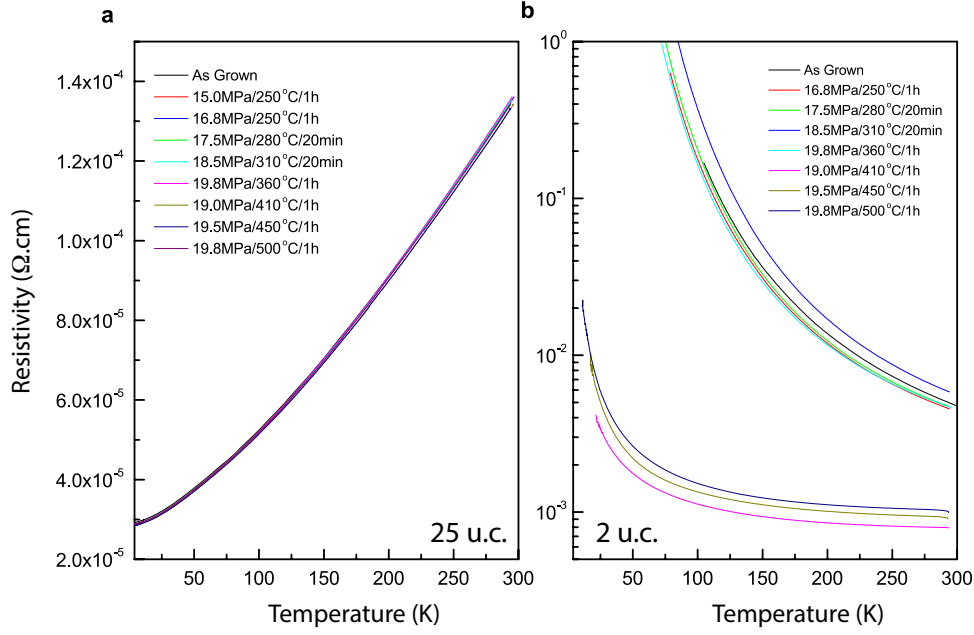 a
b
1.4x10⁻⁴
1.2x10⁻⁴
1.0x10⁻⁴
8.0x10⁻⁵
6.0x10⁻⁵
4.0x10⁻⁵
2.0x10⁻⁵
Resistivity (Ω.cm)
As Grown
15.0MPa/250°C/1h
16.8MPa/250°C/1h
17.5MPa/280°C/20min
18.5MPa/310°C/20min
19.8MPa/360°C/1h
19.0MPa/410°C/1h
19.5MPa/450°C/1h
19.8MPa/500°C/1h
25 u.c.
50 100 150 200 250 300
Temperature (K)
10⁰
10⁻¹
10⁻²
10⁻³
As Grown
16.8MPa/250°C/1h
17.5MPa/280°C/20min
18.5MPa/310°C/20min
19.8MPa/360°C/1h
19.0MPa/410°C/1h
19.5MPa/450°C/1h
19.8MPa/500°C/1h
2 u.c.
50 100 150 200 250 300
Temperature (K)